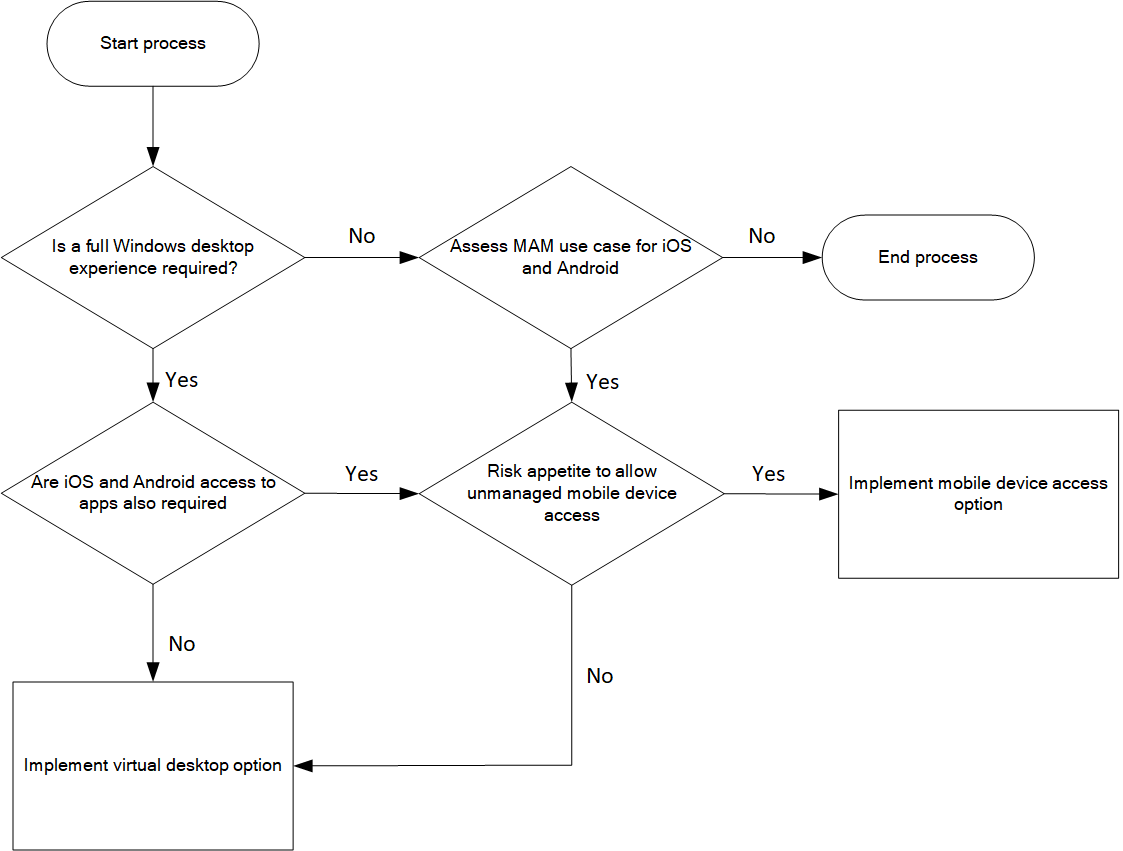 Start process
Is a full Windows desktop
experience required?
No
Assess MAM use case for iOS
and Android
No
End process
Yes
Yes
Are iOS and Android access to
apps also required
Yes
Risk appetite to allow
unmanaged mobile device
access
Yes
Implement mobile device access
option
No
No
Implement virtual desktop option